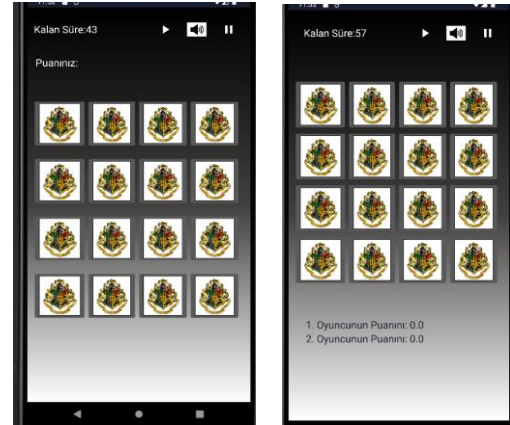 Kalan Süre:43
Puanınız:
Kalan Süre:57
1. Oyuncunun Puanını: 0.0
2. Oyuncunun Puanını: 0.0